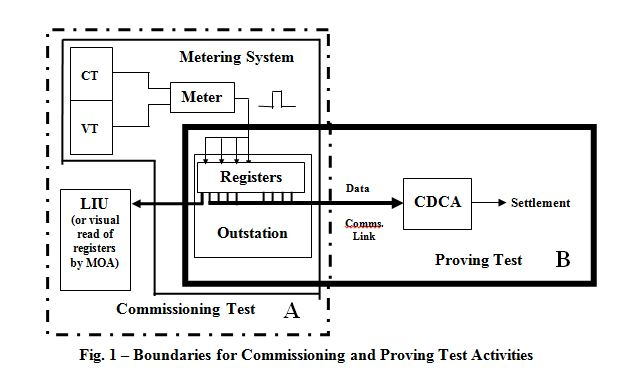 Metering System
CT
VT
Meter
Registers
Outstation
LIU
(or visual
read of
registers
by MOA)
Data
Comms.
Link
CDCA
Settlement
Proving Test
B
Commissioning Test
A
Fig. 1 – Boundaries for Commissioning and Proving Test Activities